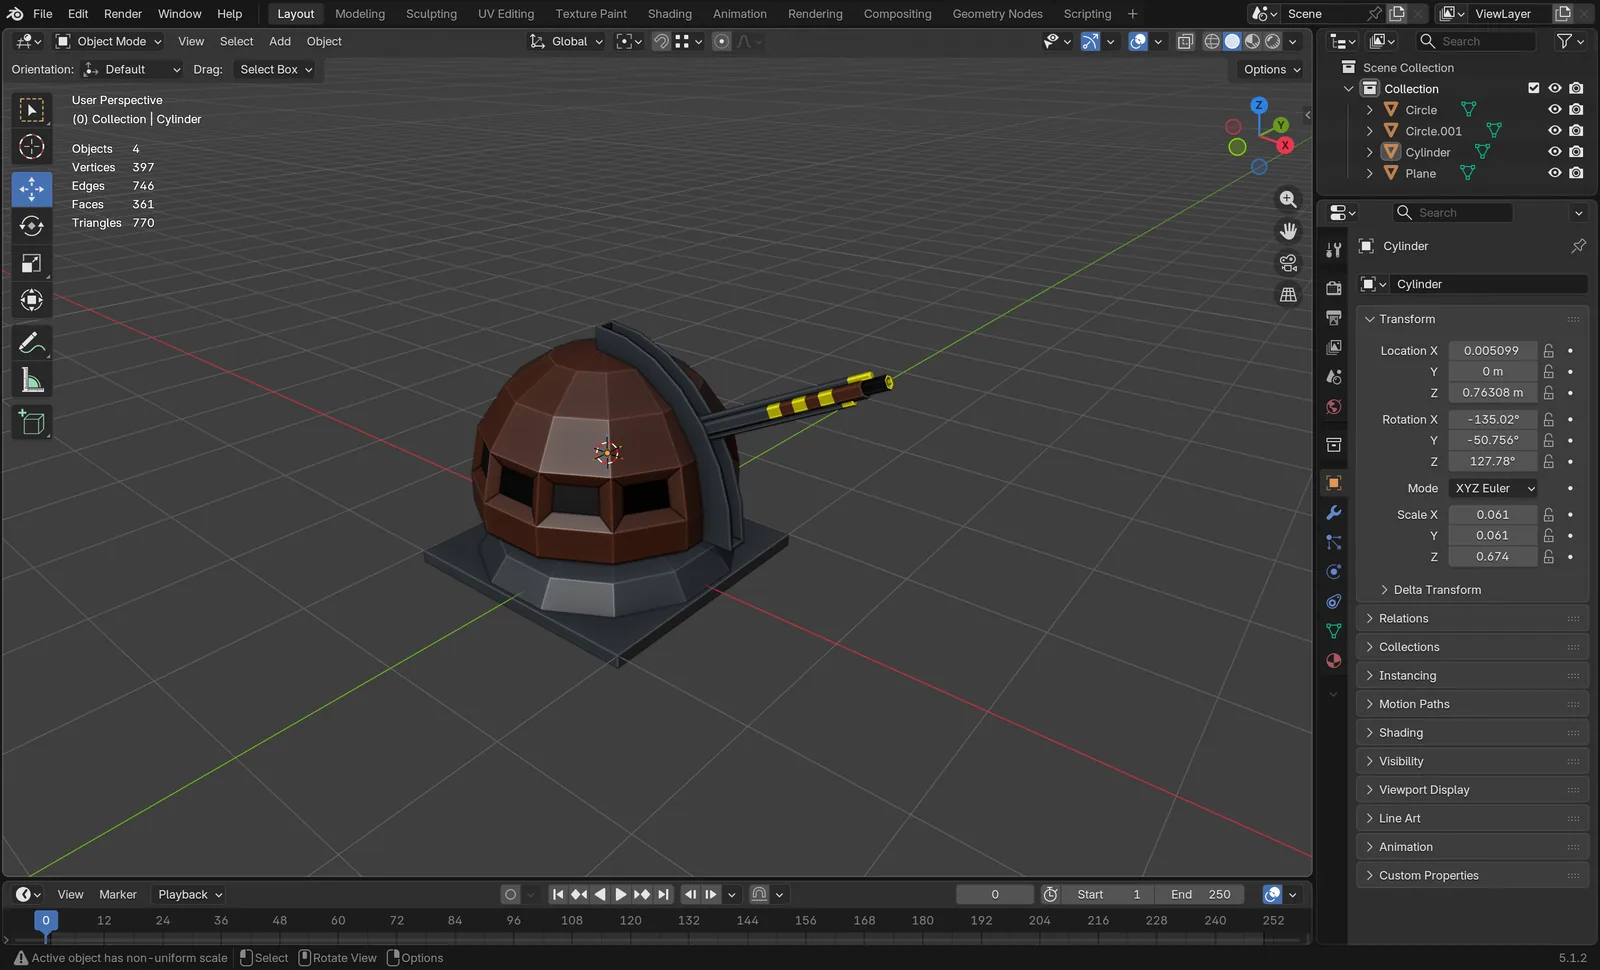 File Edit Render Window Help Layout Modeling Sculpting UV Editing Texture Paint Shading Animation Rendering Compositing Geometry Nodes Scripting + Scene ViewLayer
Object Mode View Select Add Object Global Search
Orientation: Default Drag: Select Box Options
User Perspective
(0) Collection | Cylinder
Objects 4
Vertices 397
Edges 746
Faces 361
Triangles 770
Z
Y
X
Scene Collection
Collection
Circle
Circle.001
Cylinder
Plane
Search
Cylinder
Cylinder
Transform
Location X 0.005099
Y 0 m
Z 0.76308 m
Rotation X -135.02°
Y -50.756°
Z 127.78°
Mode XYZ Euler
Scale X 0.061
Y 0.061
Z 0.674
Delta Transform
Relations
Collections
Instancing
Motion Paths
Shading
Visibility
Viewport Display
Line Art
Animation
Custom Properties
View Marker Playback 0 Start 1 End 250
0 12 24 36 48 60 72 84 96 108 120 132 144 156 168 180 192 204 216 228 240 252
Active object has non-uniform scale Select Rotate View Options 5.1.2